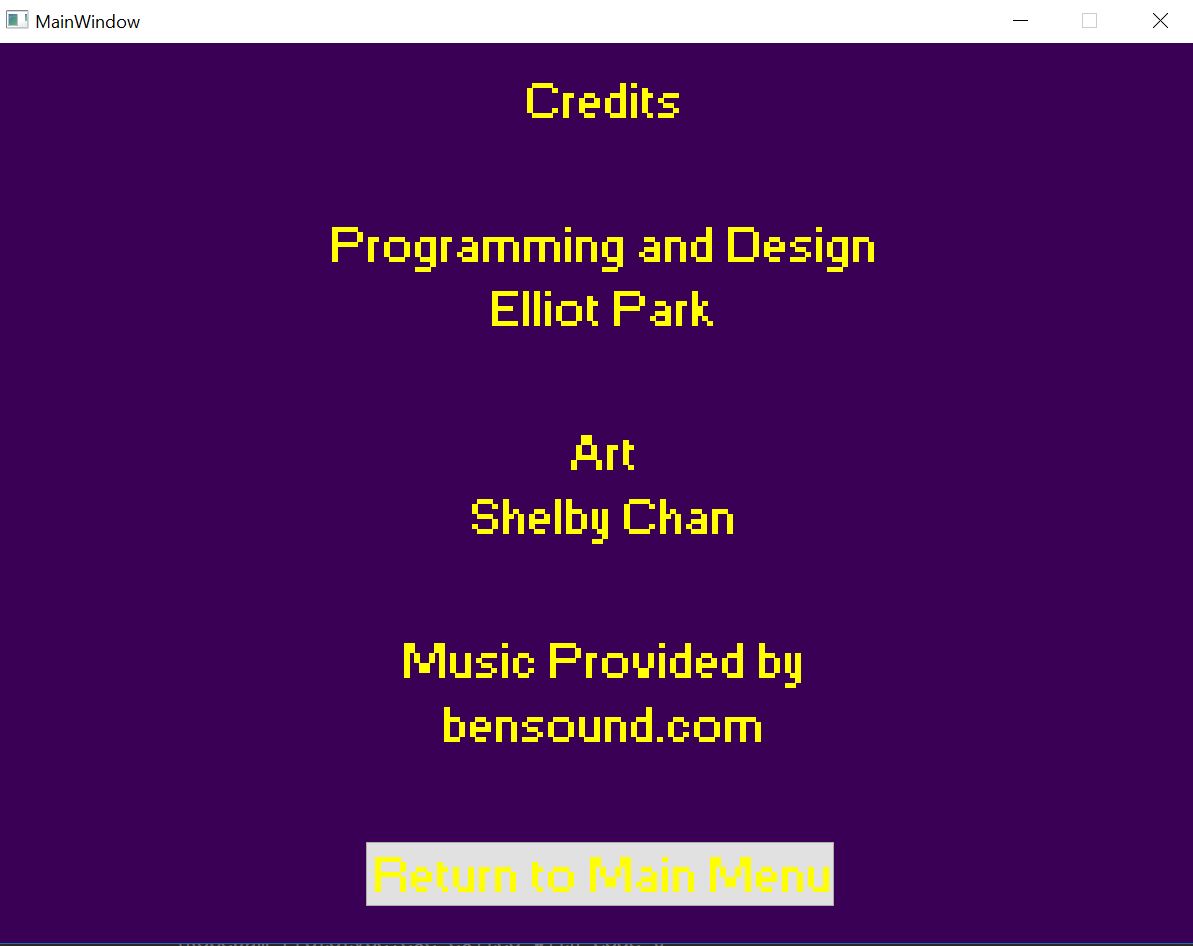 MainWindow
Credits
Programming and Design
Elliot Park
Art
Shelby Chan
Music Provided by
bensound.com
Return to Main Menu